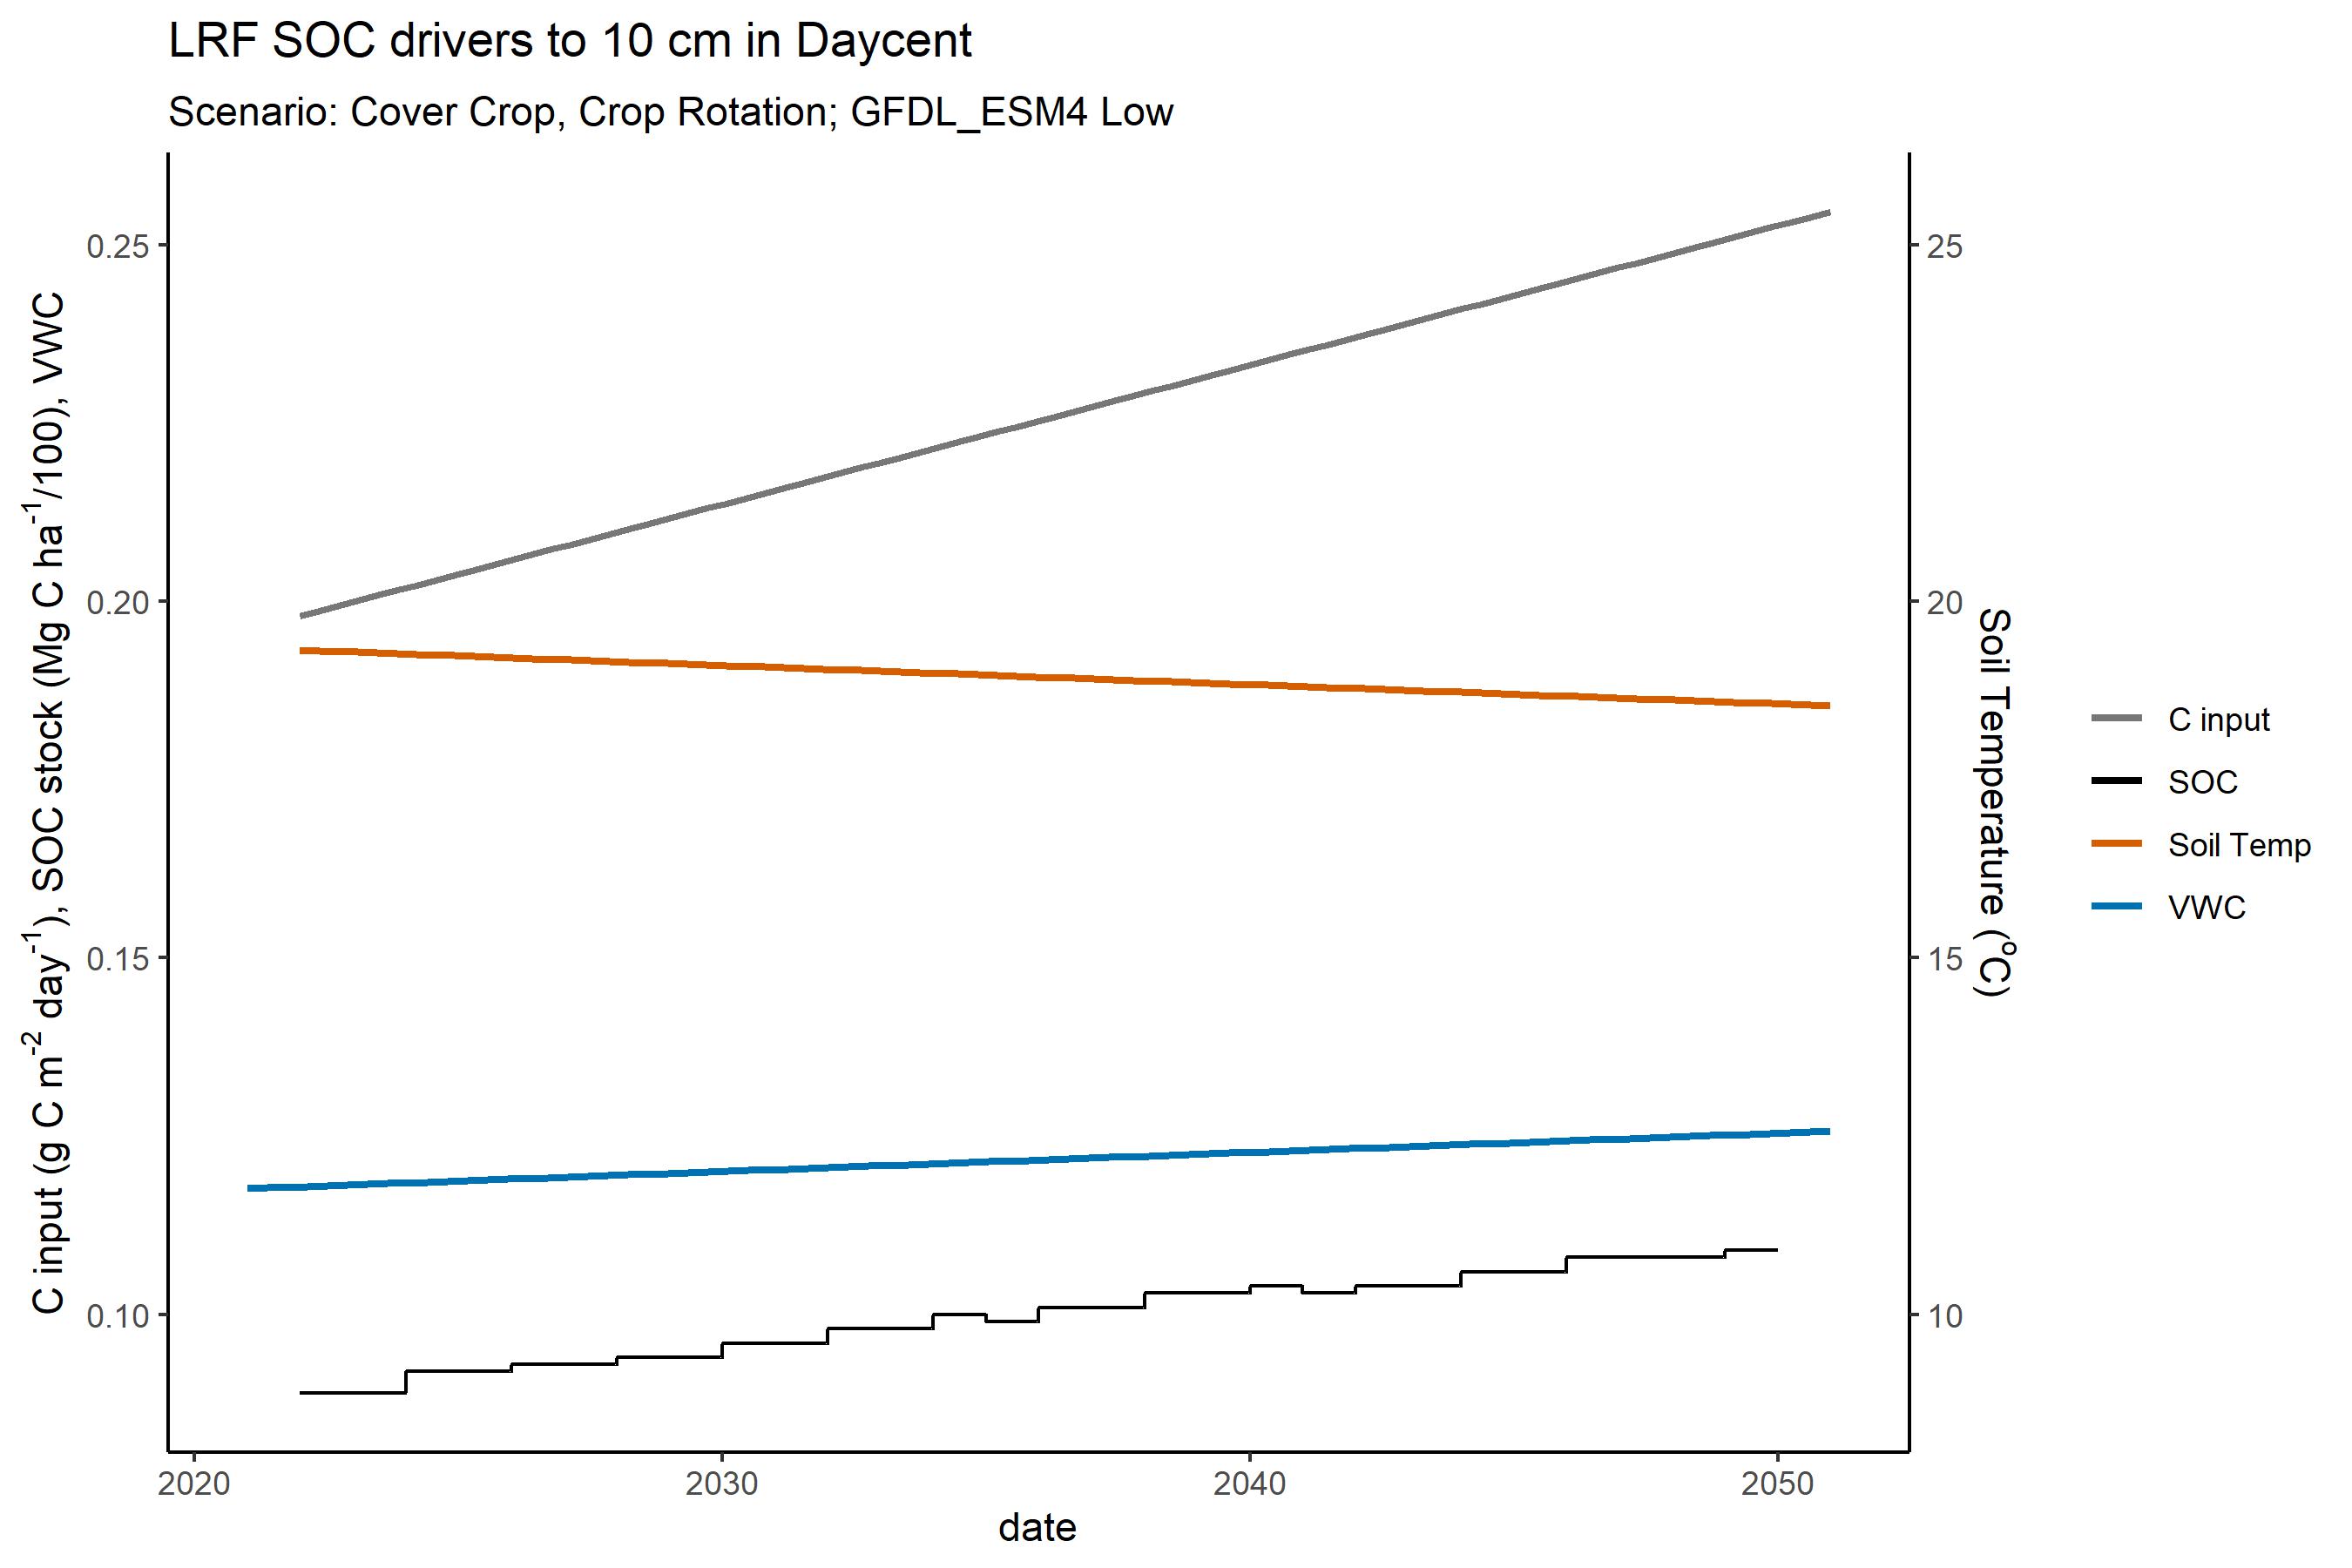 LRF SOC drivers to 10 cm in Daycent
Scenario: Cover Crop, Crop Rotation; GFDL_ESM4 Low
C input (g C m⁻² day⁻¹), SOC stock (Mg C ha⁻¹/100), VWC
0.25
0.20
0.15
0.10
25
20
15
10
Soil Temperature (ºC)
C input
SOC
Soil Temp
VWC
2020
2030
2040
2050
date